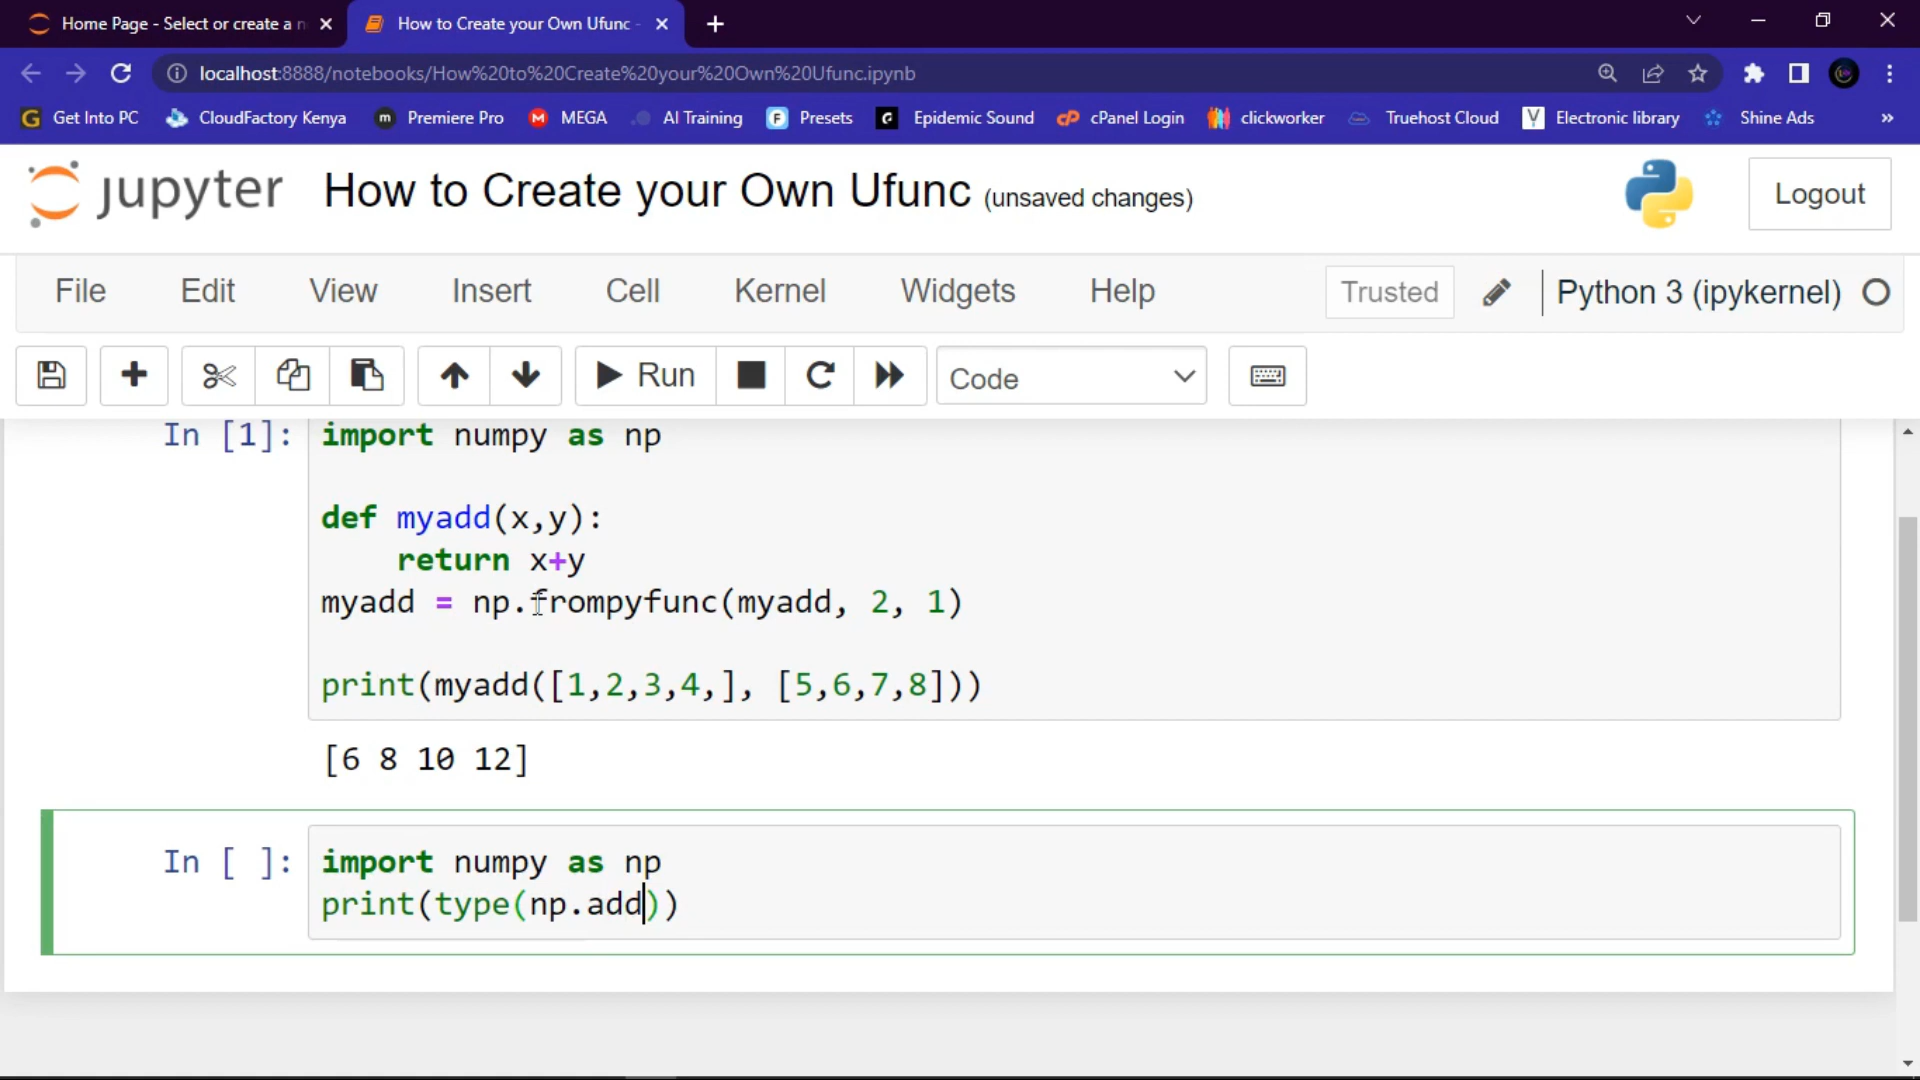 Home Page - Select or create a n
How to Create your Own Ufunc -
localhost:8888/notebooks/How%20to%20Create%20your%20Own%20Ufunc.ipynb
G Get Into PC CloudFactory Kenya m Premiere Pro M MEGA AI Training F Presets Epidemic Sound cP cPanel Login clickworker Truehost Cloud V Electronic library Shine Ads »
jupyter How to Create your Own Ufunc (unsaved changes) Logout
File Edit View Insert Cell Kernel Widgets Help Trusted Python 3 (ipykernel)
Run Code
In [1]: import numpy as np
def myadd(x,y):
return x+y
myadd = np.frompyfunc(myadd, 2, 1)
print(myadd([1,2,3,4,], [5,6,7,8]))
[6 8 10 12]
In [ ]: import numpy as np
print(type(np.add))